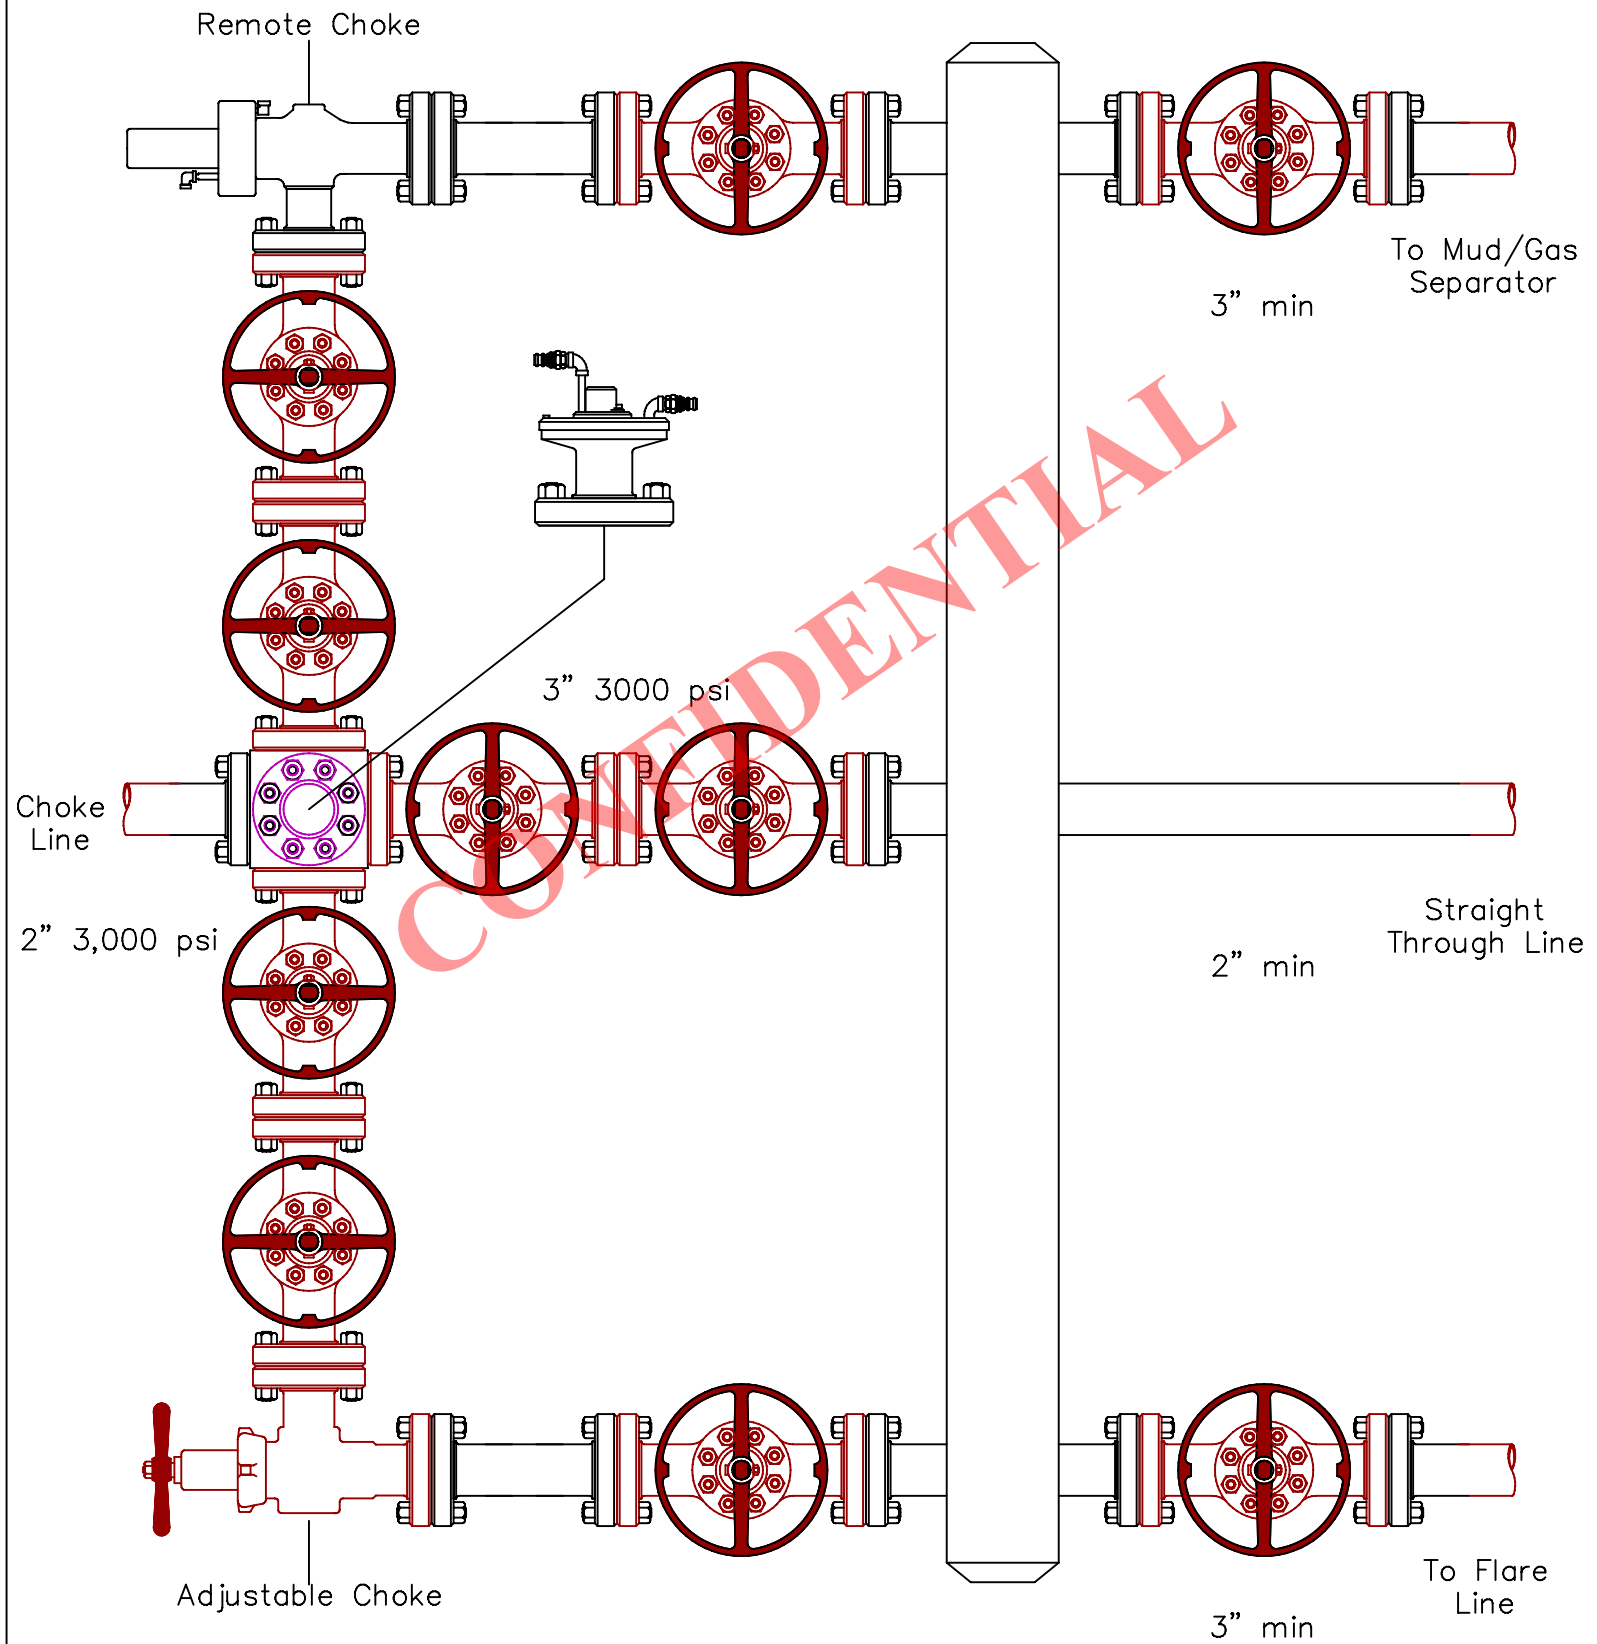 Remote Choke
To Mud/Gas
Separator
3” min
3” 3000 psi
Choke
Line
2” 3,000 psi
Straight
Through Line
2” min
CONFIDENTIAL
Adjustable Choke
To Flare
Line
3” min